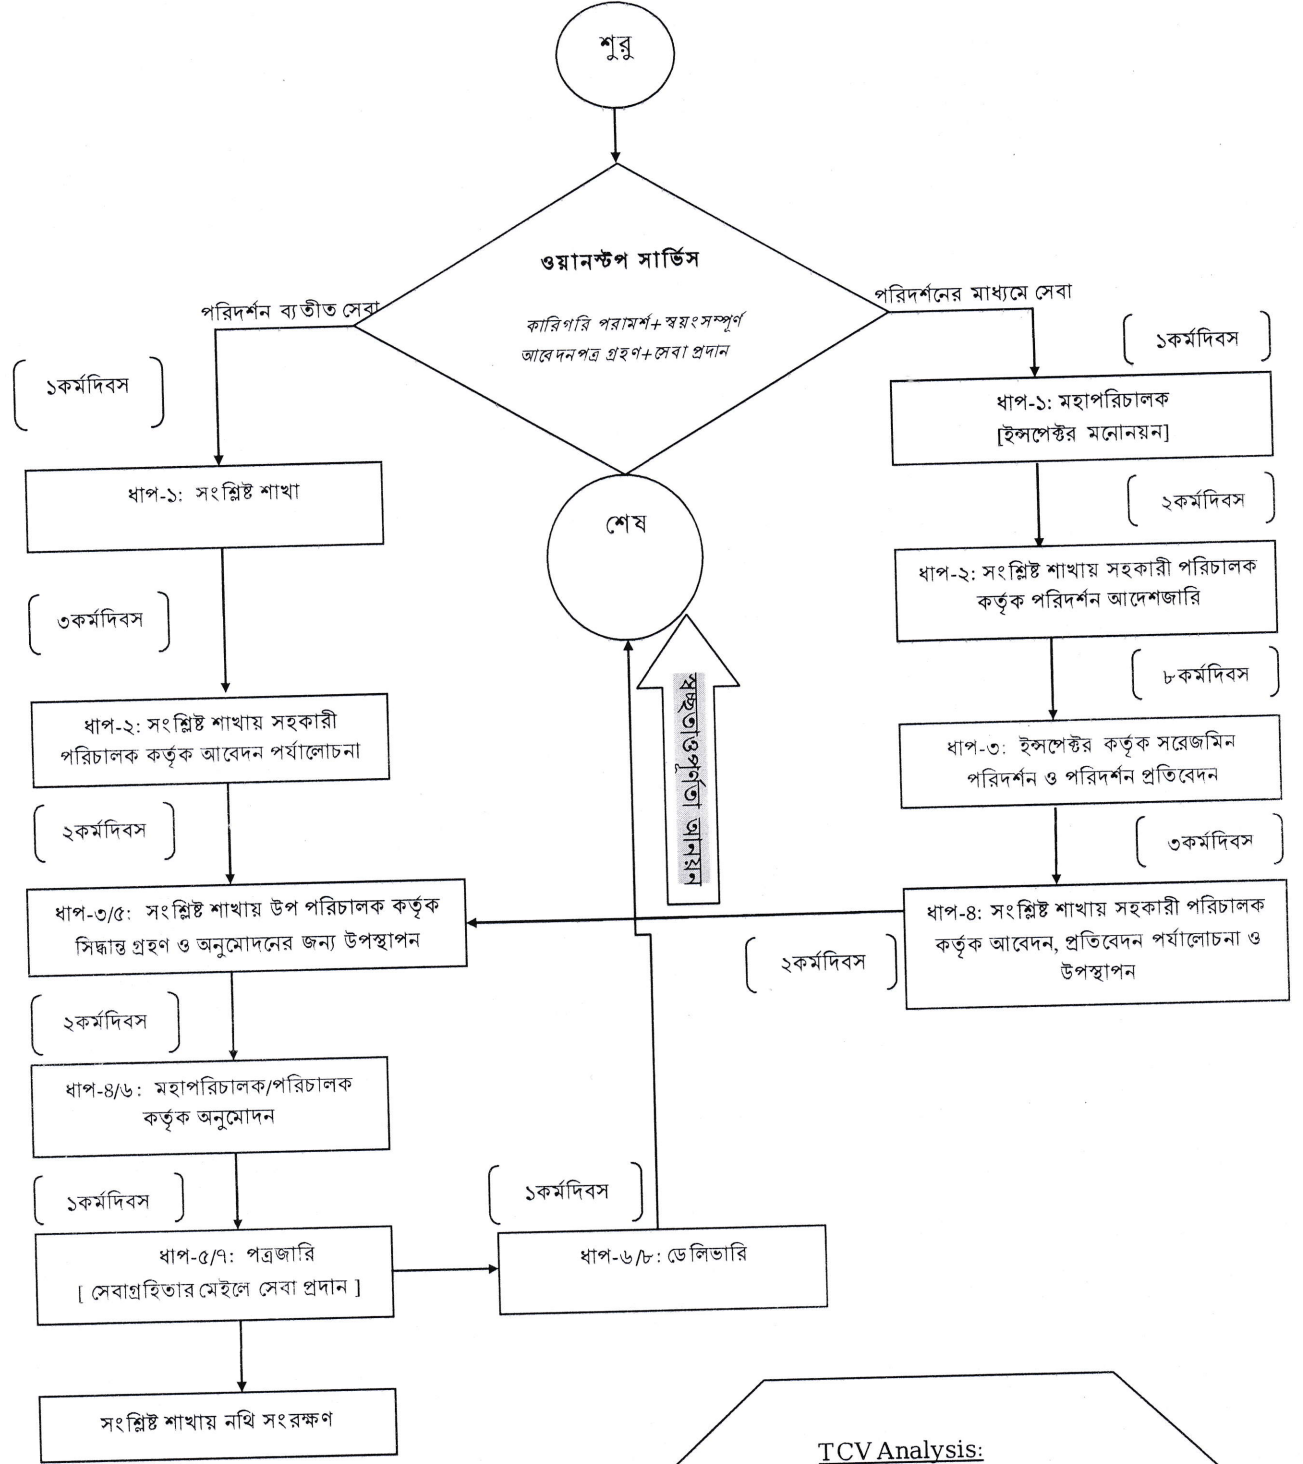 শুরু
ওয়ানস্টপ সার্ভিস
কারিগরি পরামর্শ+স্বয়ংসম্পূর্ণ
আবেদনপত্র গ্রহণ+সেবা প্রদান
পরিদর্শন ব্যতীত সেবা
পরিদর্শনের মাধ্যমে সেবা
১কর্মদিবস
১কর্মদিবস
ধাপ-১: মহাপরিচালক
[ইন্সপেক্টর মনোনয়ন]
ধাপ-১: সংশ্লিষ্ট শাখা
২কর্মদিবস
শেষ
ধাপ-২: সংশ্লিষ্ট শাখায় সহকারী পরিচালক
কর্তৃক পরিদর্শন আদেশজারি
৩কর্মদিবস
৮কর্মদিবস
স্বচ্ছতাও পূর্ণতা আনয়ন
ধাপ-২: সংশ্লিষ্ট শাখায় সহকারী
পরিচালক কর্তৃক আবেদন পর্যালোচনা
ধাপ-৩: ইন্সপেক্টর কর্তৃক সরেজমিন
পরিদর্শন ও পরিদর্শন প্রতিবেদন
২কর্মদিবস
৩কর্মদিবস
ধাপ-৩/৫: সংশ্লিষ্ট শাখায় উপ পরিচালক কর্তৃক
সিদ্ধান্ত গ্রহণ ও অনুমোদনের জন্য উপস্থাপন
ধাপ-৪: সংশ্লিষ্ট শাখায় সহকারী পরিচালক
কর্তৃক আবেদন, প্রতিবেদন পর্যালোচনা ও
উপস্থাপন
২কর্মদিবস
২কর্মদিবস
ধাপ-৪/৬: মহাপরিচালক/পরিচালক
কর্তৃক অনুমোদন
১কর্মদিবস
১কর্মদিবস
ধাপ-৫/৭: পত্রজারি
[ সেবাগ্রহিতার মেইলে সেবা প্রদান ]
ধাপ-৬/৮: ডেলিভারি
সংশ্লিষ্ট শাখায় নথি সংরক্ষণ
TCV Analysis: